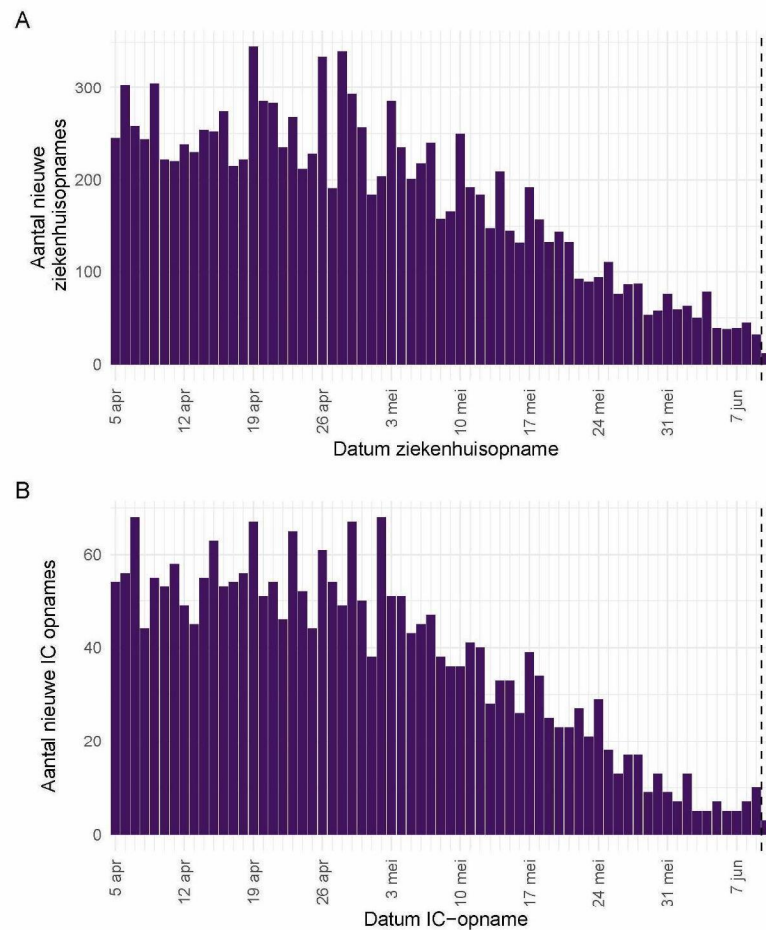 A
Aantal nieuwe
ziekenhuisopnames
300
200
100
0
5 apr
12 apr
19 apr
26 apr
3 mei
10 mei
17 mei
24 mei
31 mei
7 jun
Datum ziekenhuisopname
B
Aantal nieuwe IC opnames
60
40
20
0
5 apr
12 apr
19 apr
26 apr
3 mei
10 mei
17 mei
24 mei
31 mei
7 jun
Datum IC−opname